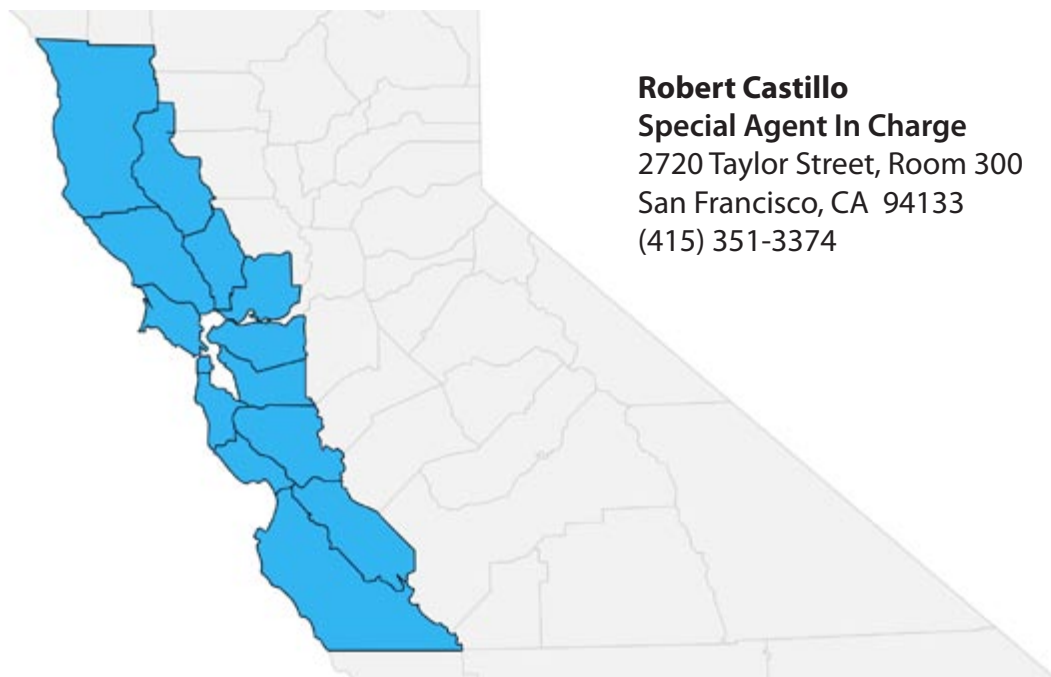 Robert Castillo
Special Agent In Charge
2720 Taylor Street, Room 300
San Francisco, CA  94133
(415) 351-3374